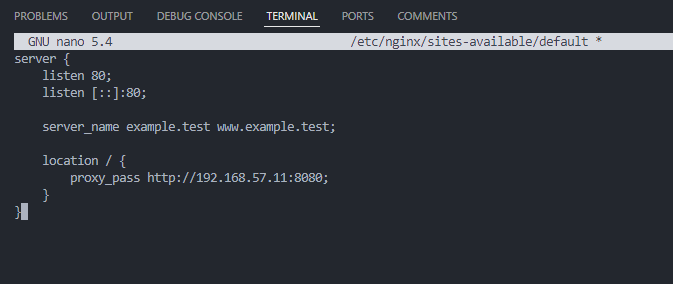 PROBLEMS OUTPUT DEBUG CONSOLE TERMINAL PORTS COMMENTS
GNU nano 5.4 /etc/nginx/sites-available/default *
server {
    listen 80;
    listen [::]:80;

    server_name example.test www.example.test;

    location / {
        proxy_pass http://192.168.57.11:8080;
    }
}